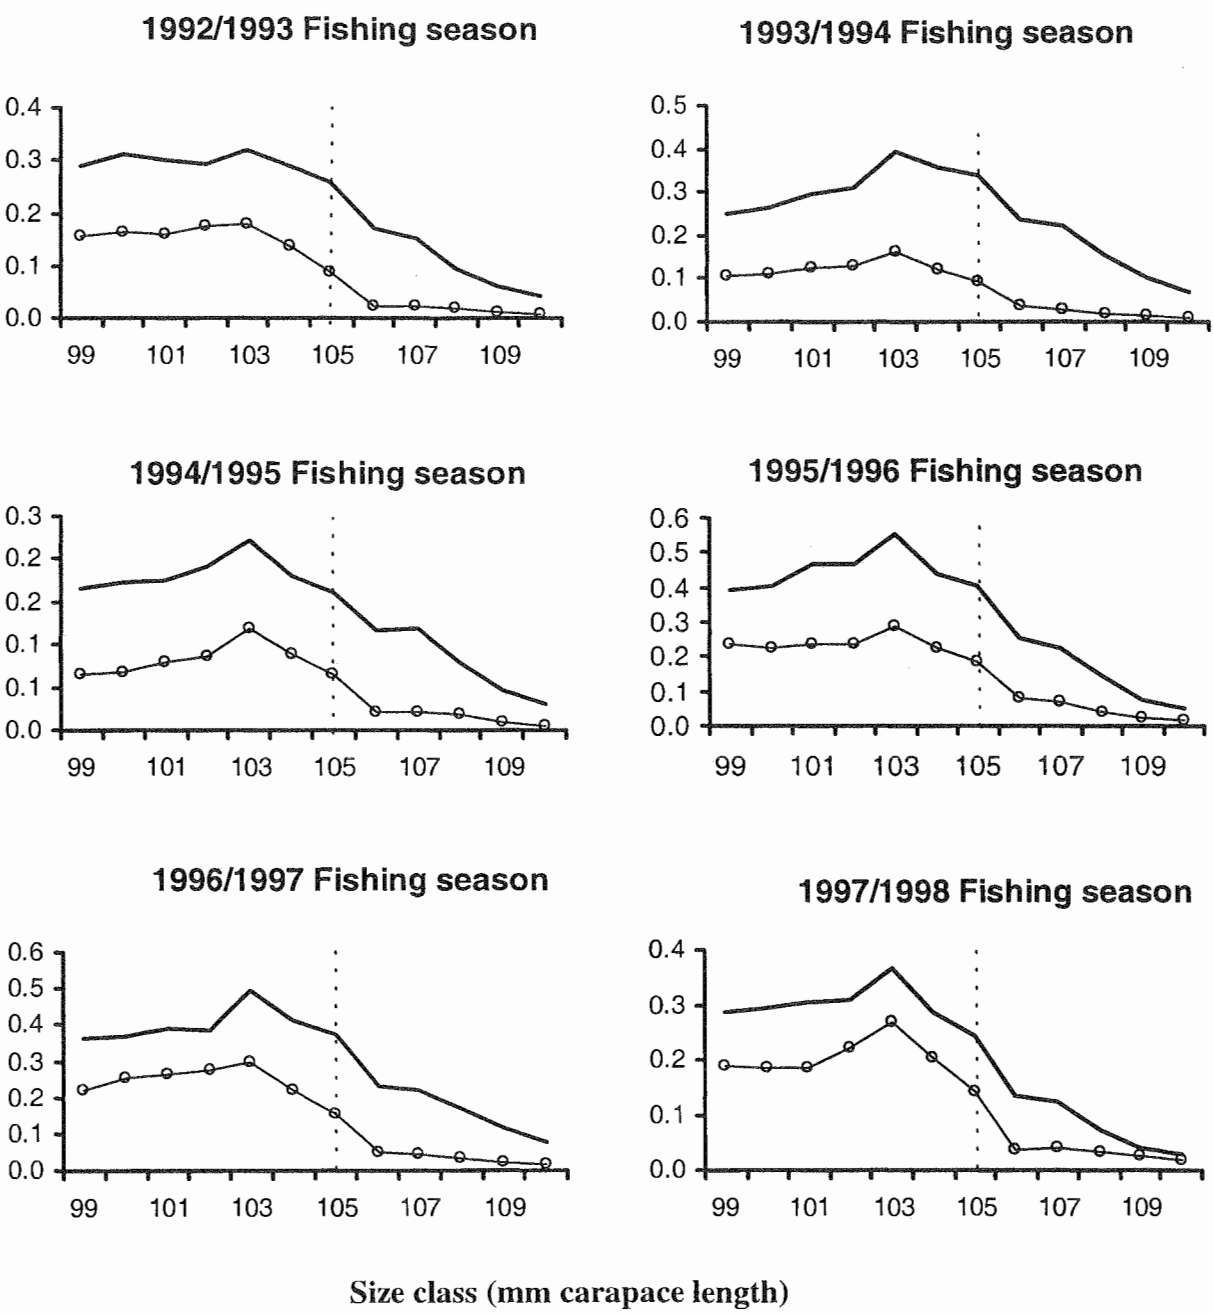 1992/1993 Fishing season
1993/1994 Fishing season
0.4
0.3
0.2
0.1
0.0
99 101 103 105 107 109
0.5
0.4
0.3
0.2
0.1
0.0
99 101 103 105 107 109
1994/1995 Fishing season
1995/1996 Fishing season
0.3
0.2
0.2
0.1
0.1
0.0
99 101 103 105 107 109
0.6
0.5
0.4
0.3
0.2
0.1
0.0
99 101 103 105 107 109
1996/1997 Fishing season
1997/1998 Fishing season
0.6
0.5
0.4
0.3
0.2
0.1
0.0
99 101 103 105 107 109
0.4
0.3
0.2
0.1
0.0
99 101 103 105 107 109
Size class (mm carapace length)